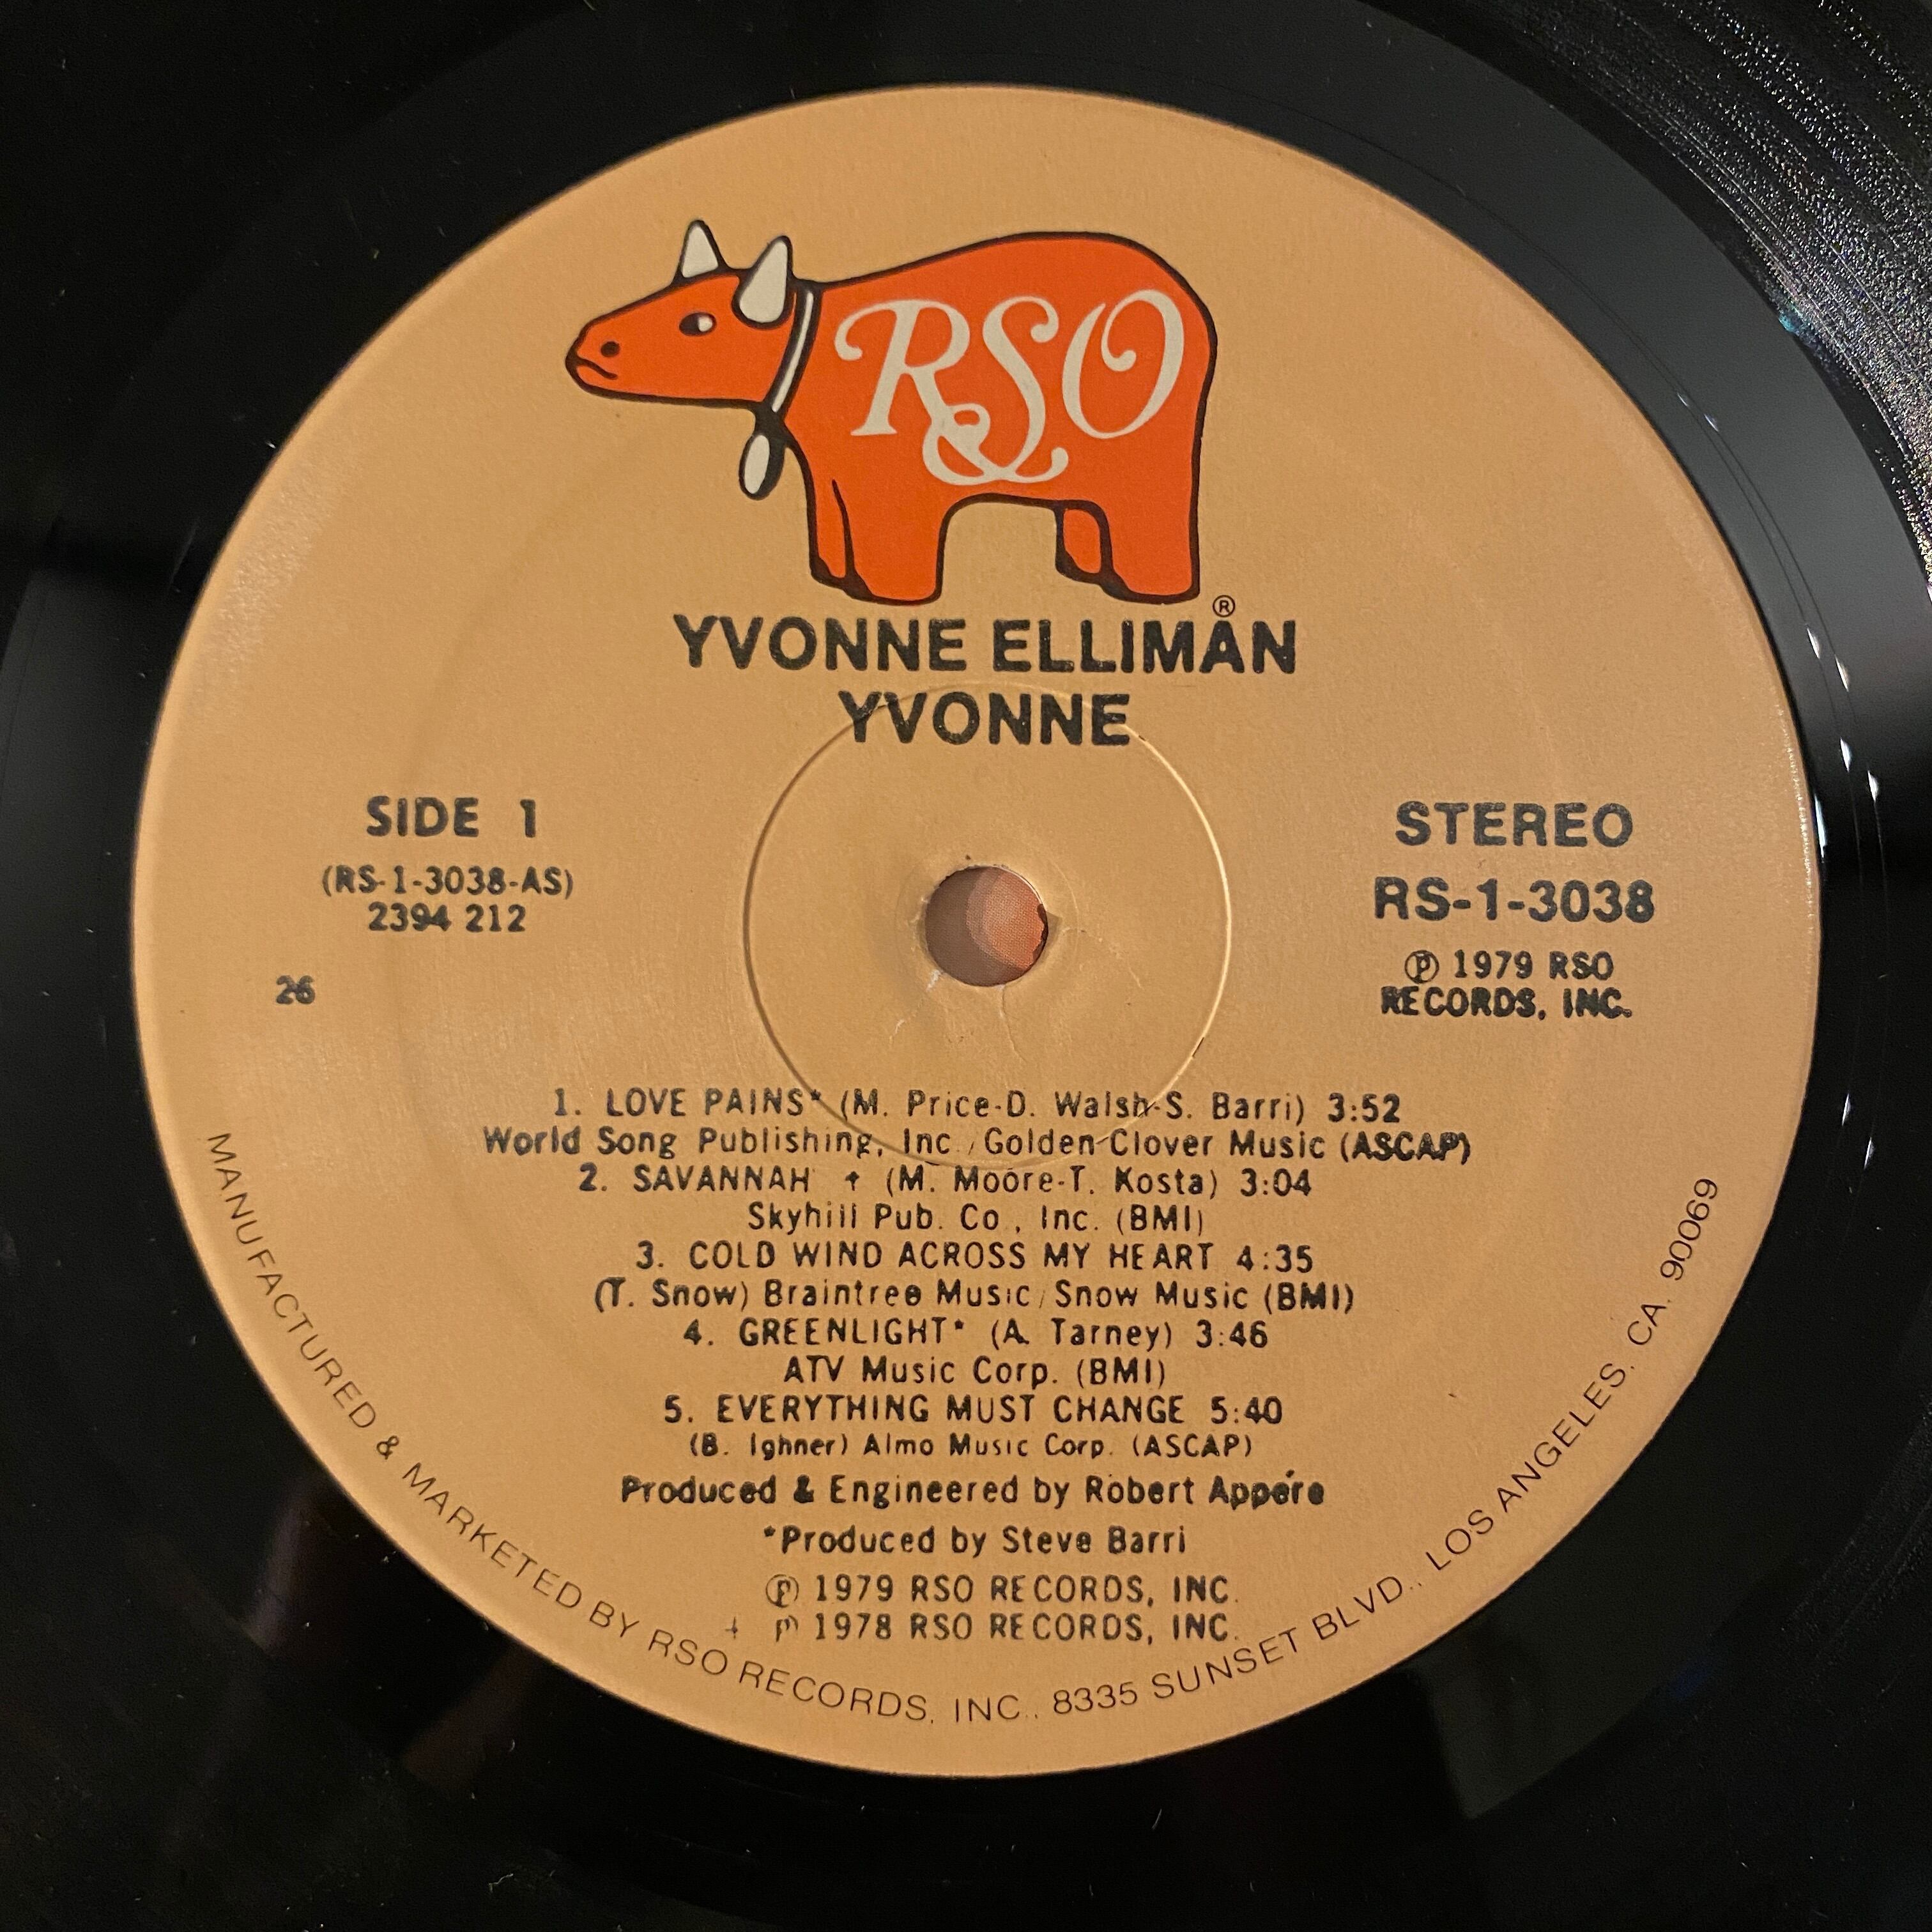 RSO
®
YVONNE ELLIMAN
YVONNE
SIDE 1
(RS-1-3038-AS)
2394 212
26
STEREO
RS-1-3038
℗ 1979 RSO
RECORDS, INC.
1. LOVE PAINS* (M. Price-D. Walsh-S. Barri) 3:52
World Song Publishing, Inc./Golden Clover Music (ASCAP)
2. SAVANNAH + (M. Moore-T. Kosta) 3:04
Skyhill Pub. Co., Inc. (BMI)
3. COLD WIND ACROSS MY HEART 4:35
(T. Snow) Braintree Music/Snow Music (BMI)
4. GREENLIGHT* (A. Tarney) 3:46
ATV Music Corp. (BMI)
5. EVERYTHING MUST CHANGE 5:40
(B. Ighner) Almo Music Corp. (ASCAP)
Produced & Engineered by Robert Appére
*Produced by Steve Barri
℗ 1979 RSO RECORDS, INC.
+ ℗ 1978 RSO RECORDS, INC.
MANUFACTURED & MARKETED BY RSO RECORDS, INC., 8335 SUNSET BLVD., LOS ANGELES, CA. 90069